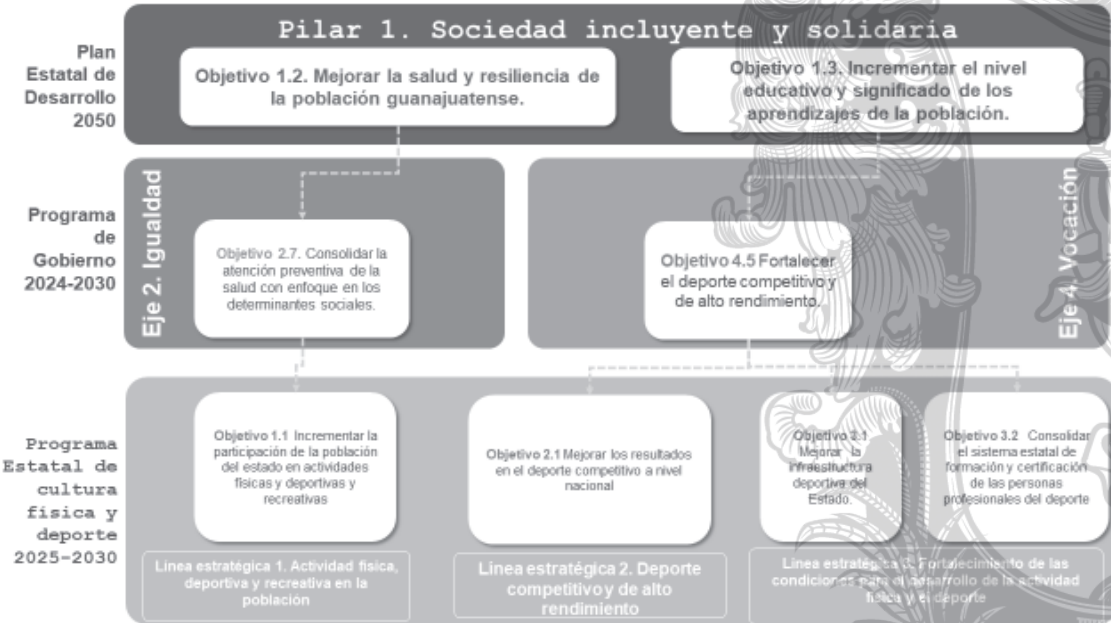 Pilar 1. Sociedad incluyente y solidaria
Plan
Estatal de
Desarrollo
2050
Objetivo 1.2. Mejorar la salud y resiliencia de
la población guanajuatense.
Objetivo 1.3. Incrementar el nivel
educativo y significado de los
aprendizajes de la población.
Programa
de
Gobierno
2024-2030
Eje 2. Igualdad
Objetivo 2.7. Consolidar la
atención preventiva de la
salud con enfoque en los
determinantes sociales.
Objetivo 4.5 Fortalecer
el deporte competitivo y
de alto rendimiento.
Eje 4. Vocación
Programa
Estatal de
cultura
física y
deporte
2025-2030
Objetivo 1.1 Incrementar la
participación de la población
del estado en actividades
físicas y deportivas y
recreativas
Objetivo 2.1 Mejorar los resultados
en el deporte competitivo a nivel
nacional
Objetivo 3.1
Mejorar la
infraestructura
deportiva del
Estado.
Objetivo 3.2 Consolidar
el sistema estatal de
formación y certificación
de las personas
profesionales del deporte
Línea estratégica 1. Actividad física,
deportiva y recreativa en la
población
Línea estratégica 2. Deporte
competitivo y de alto
rendimiento
Línea estratégica 3. Fortalecimiento de las
condiciones para el desarrollo de la actividad
física y el deporte